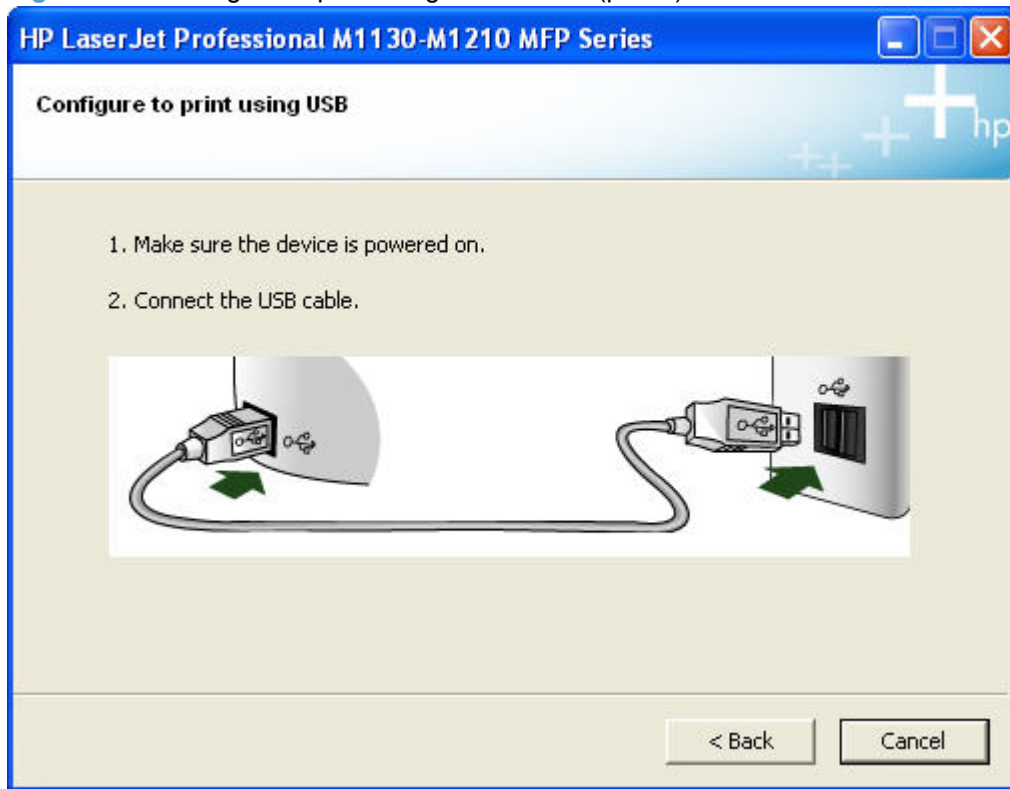 HP LaserJet Professional M1130-M1210 MFP Series
Configure to print using USB
hp
1. Make sure the device is powered on.
2. Connect the USB cable.
< Back
Cancel